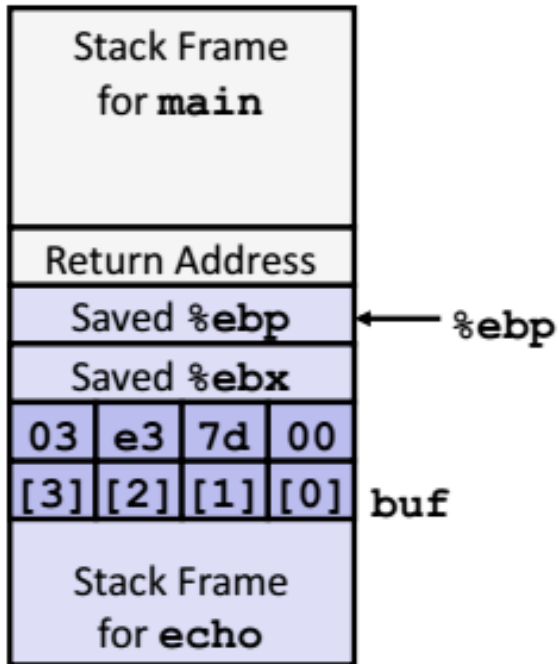 Stack Frame
for main
Return Address
Saved %ebp
%ebp
Saved %ebx
03 e3 7d 00
[3] [2] [1] [0] buf
Stack Frame
for echo